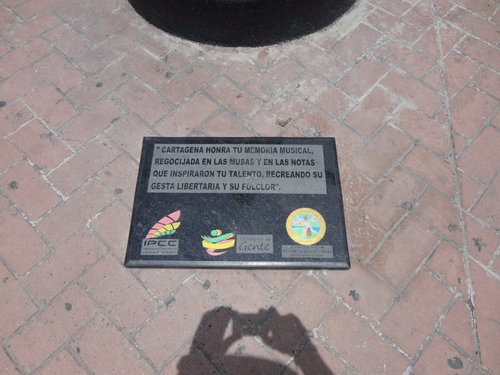 " CARTAGENA HONRA TU MEMORIA MUSICAL,
REGOCIJADA EN LAS MUSAS Y EN LAS NOTAS
QUE INSPIRARON TU TALENTO, RECREANDO SU
GESTA LIBERTARIA Y SU FOLCLOR".
IPCC
Gente